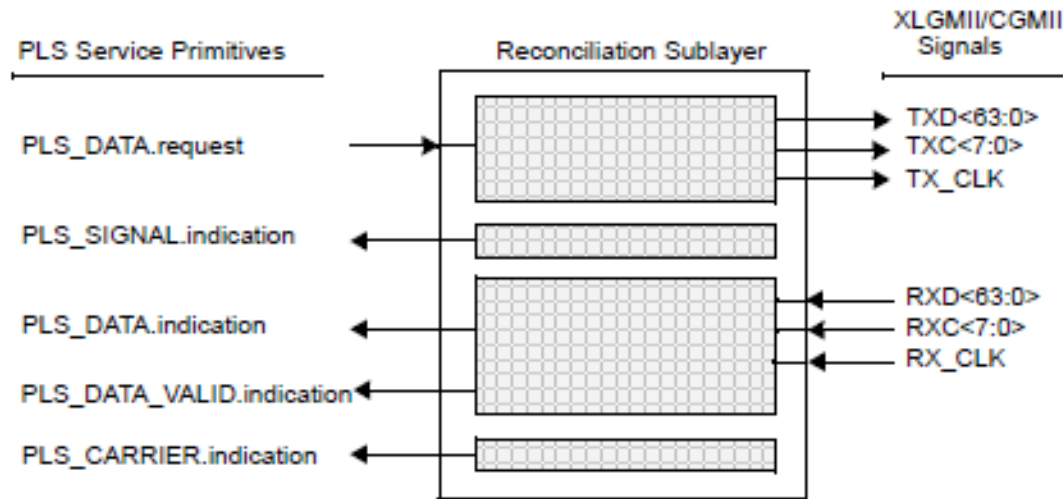 XLGMII/CGMII
Signals
PLS Service Primitives
Reconciliation Sublayer
PLS_DATA.request
TXD<63:0>
TXC<7:0>
TX_CLK
PLS_SIGNAL.indication
PLS_DATA.indication
RXD<63:0>
RXC<7:0>
RX_CLK
PLS_DATA_VALID.indication
PLS_CARRIER.indication